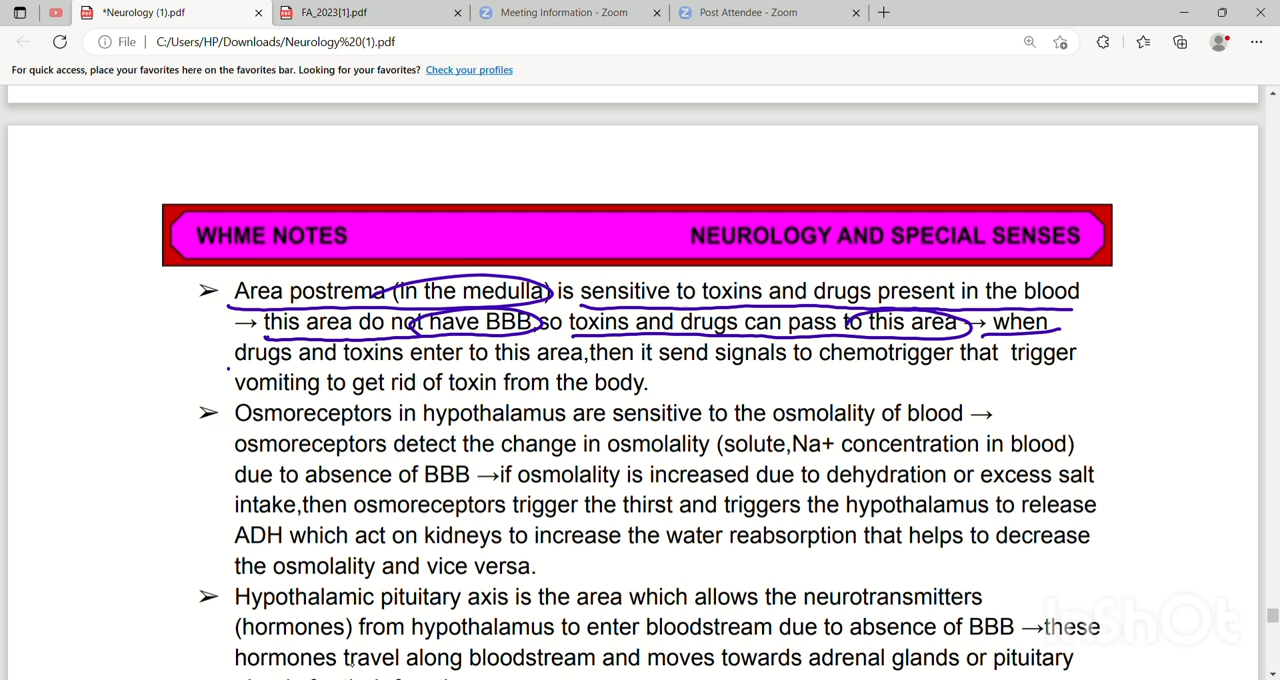 *Neurology (1).pdf
FA_2023[1].pdf
Meeting Information - Zoom
Post Attendee - Zoom
File
C:/Users/HP/Downloads/Neurology%20(1).pdf
For quick access, place your favorites here on the favorites bar. Looking for your favorites? Check your profiles
WHME NOTES NEUROLOGY AND SPECIAL SENSES
➢ Area postrema (in the medulla) is sensitive to toxins and drugs present in the blood
→ this area do not have BBB,so toxins and drugs can pass to this area → when
drugs and toxins enter to this area,then it send signals to chemotrigger that trigger
vomiting to get rid of toxin from the body.
➢ Osmoreceptors in hypothalamus are sensitive to the osmolality of blood →
osmoreceptors detect the change in osmolality (solute,Na+ concentration in blood)
due to absence of BBB →if osmolality is increased due to dehydration or excess salt
intake,then osmoreceptors trigger the thirst and triggers the hypothalamus to release
ADH which act on kidneys to increase the water reabsorption that helps to decrease
the osmolality and vice versa.
➢ Hypothalamic pituitary axis is the area which allows the neurotransmitters
(hormones) from hypothalamus to enter bloodstream due to absence of BBB →these
hormones travel along bloodstream and moves towards adrenal glands or pituitary
InShOt